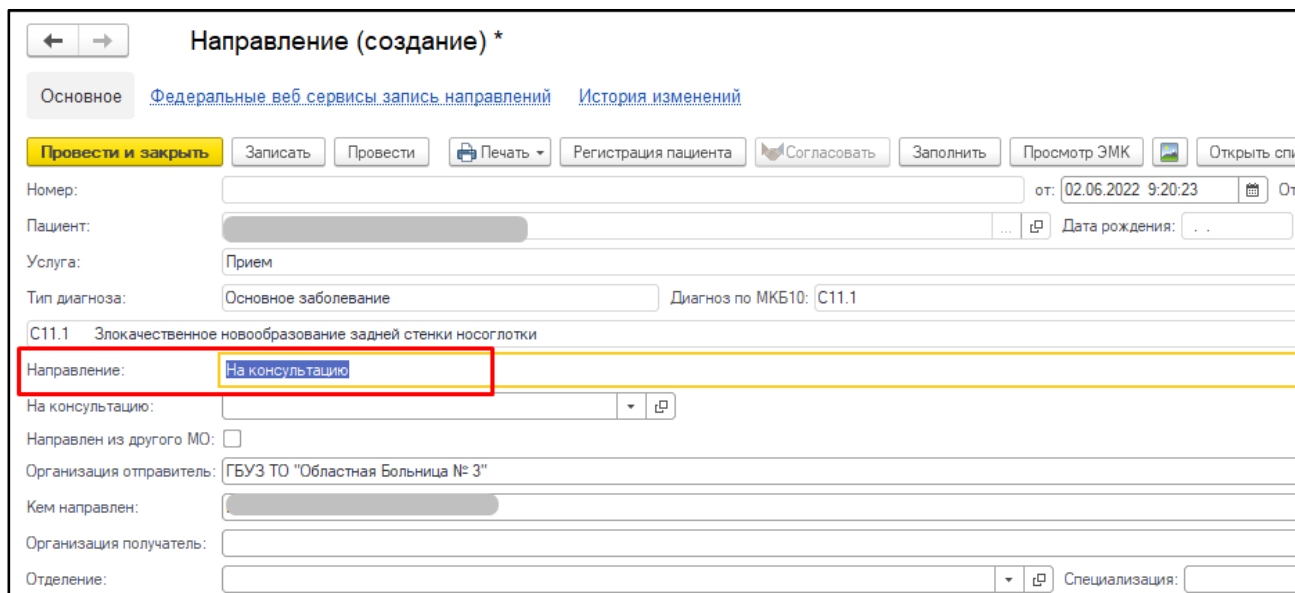 Направление (создание) *
Основное Федеральные веб сервисы запись направлений История изменений
Провести и закрыть Записать Провести Печать Регистрация пациента Согласовать Заполнить Просмотр ЭМК Открыть спи
Номер: от: 02.06.2022 9:20:23 От
Пациент: ... Дата рождения: . .
Услуга: Прием
Тип диагноза: Основное заболевание Диагноз по МКБ10: C11.1
C11.1 Злокачественное новообразование задней стенки носоглотки
Направление: На консультацию
На консультацию:
Направлен из другого МО:
Организация отправитель: ГБУЗ ТО "Областная Больница № 3"
Кем направлен:
Организация получатель:
Отделение: Специализация: